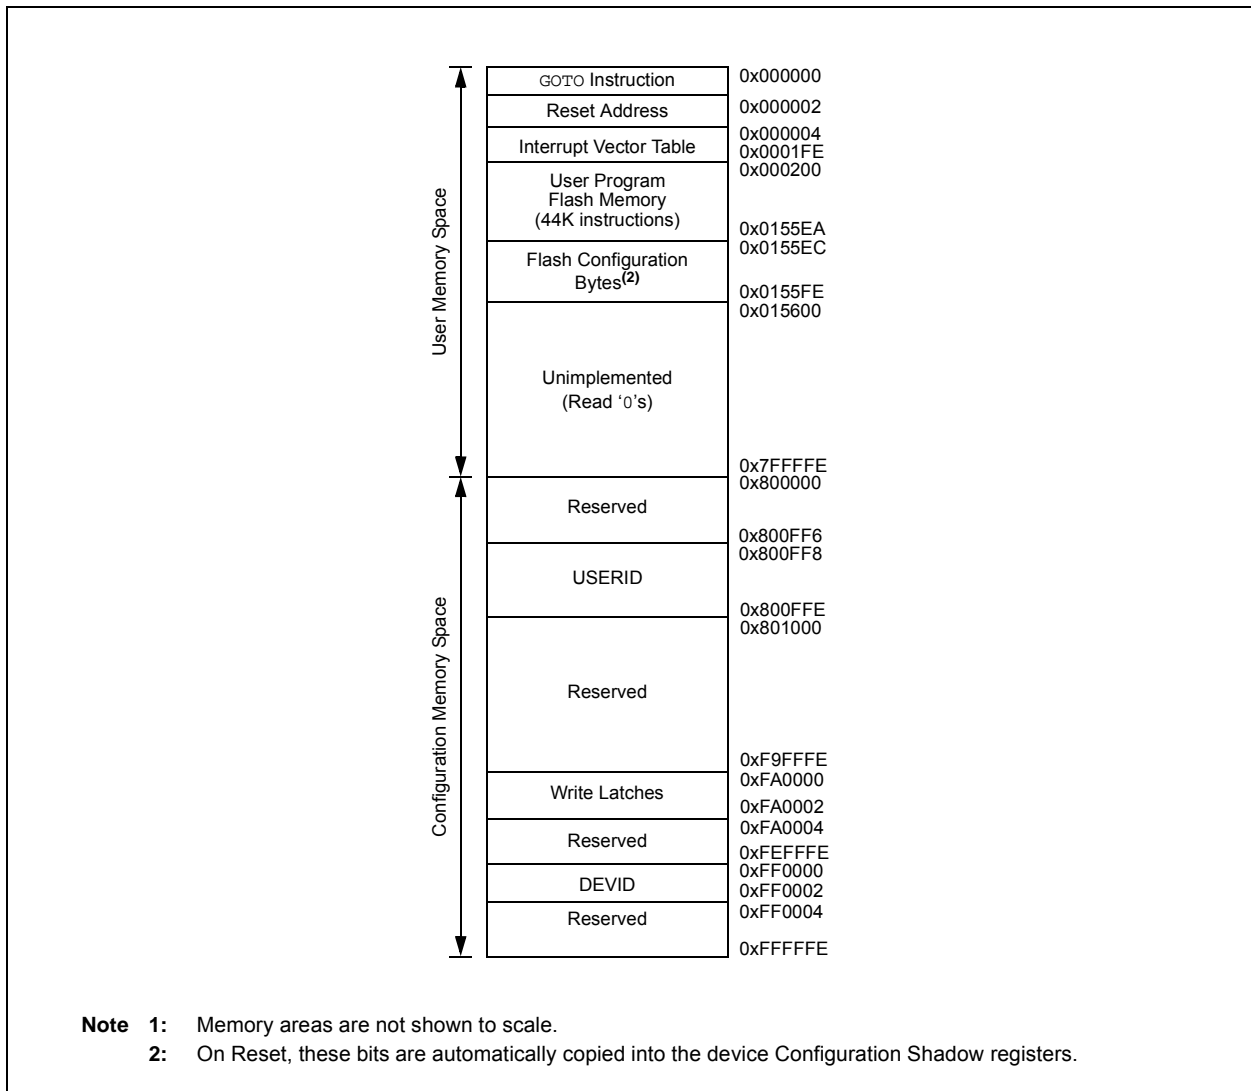 GOTO Instruction 0x000000
Reset Address 0x000002
0x000004
Interrupt Vector Table 0x0001FE
0x000200
User Program
Flash Memory
(44K instructions)
0x0155EA
0x0155EC
Flash Configuration
Bytes(2)
0x0155FE
0x015600
User Memory Space
Unimplemented
(Read ‘0’s)
0x7FFFFE
0x800000
Reserved
0x800FF6
0x800FF8
USERID
0x800FFE
0x801000
Configuration Memory Space
Reserved
0xF9FFFE
0xFA0000
Write Latches
0xFA0002
0xFA0004
Reserved
0xFEFFFE
0xFF0000
DEVID
0xFF0002
0xFF0004
Reserved
0xFFFFFE
Note 1: Memory areas are not shown to scale.
2: On Reset, these bits are automatically copied into the device Configuration Shadow registers.